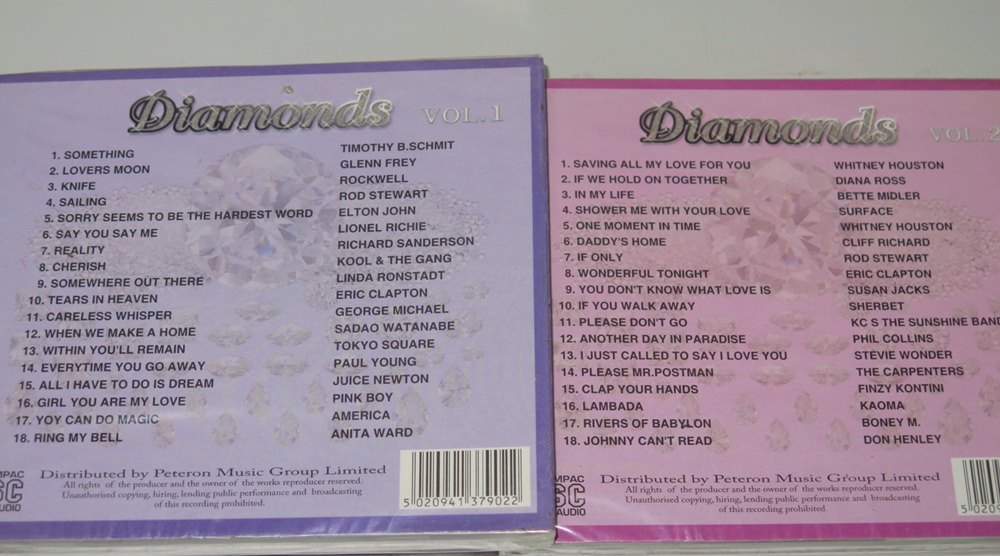 Diamonds VOL..1
1. SOMETHING TIMOTHY B.SCHMIT
2. LOVERS MOON GLENN FREY
3. KNIFE ROCKWELL
4. SAILING ROD STEWART
5. SORRY SEEMS TO BE THE HARDEST WORD ELTON JOHN
6. SAY YOU SAY ME LIONEL RICHIE
7. REALITY RICHARD SANDERSON
8. CHERISH KOOL & THE GANG
9. SOMEWHERE OUT THERE LINDA RONSTADT
10. TEARS IN HEAVEN ERIC CLAPTON
11. CARELESS WHISPER GEORGE MICHAEL
12. WHEN WE MAKE A HOME SADAO WATANABE
13. WITHIN YOU'LL REMAIN TOKYO SQUARE
14. EVERYTIME YOU GO AWAY PAUL YOUNG
15. ALL I HAVE TO DO IS DREAM JUICE NEWTON
16. GIRL YOU ARE MY LOVE PINK BOY
17. YOY CAN DO MAGIC AMERICA
18. RING MY BELL ANITA WARD
Distributed by Peteron Music Group Limited
All rights of the producer and the owner of the works reproducer reserved.
Unauthorised copying, hiring, lending public performance and broadcasting
of this recording prohibited.
5 020941 379022
Diamonds VOL..2
1. SAVING ALL MY LOVE FOR YOU WHITNEY HOUSTON
2. IF WE HOLD ON TOGETHER DIANA ROSS
3. IN MY LIFE BETTE MIDLER
4. SHOWER ME WITH YOUR LOVE SURFACE
5. ONE MOMENT IN TIME WHITNEY HOUSTON
6. DADDY'S HOME CLIFF RICHARD
7. IF ONLY ROD STEWART
8. WONDERFUL TONIGHT ERIC CLAPTON
9. YOU DON'T KNOW WHAT LOVE IS SUSAN JACKS
10. IF YOU WALK AWAY SHERBET
11. PLEASE DON'T GO KC S THE SUNSHINE BAND
12. ANOTHER DAY IN PARADISE PHIL COLLINS
13. I JUST CALLED TO SAY I LOVE YOU STEVIE WONDER
14. PLEASE MR.POSTMAN THE CARPENTERS
15. CLAP YOUR HANDS FINZY KONTINI
16. LAMBADA KAOMA
17. RIVERS OF BABYLON BONEY M.
18. JOHNNY CAN'T READ DON HENLEY
Distributed by Peteron Music Group Limited
All rights of the producer and the owner of the works reproducer reserved.
Unauthorised copying, hiring, lending public performance and broadcasting
of this recording prohibited
5 0209